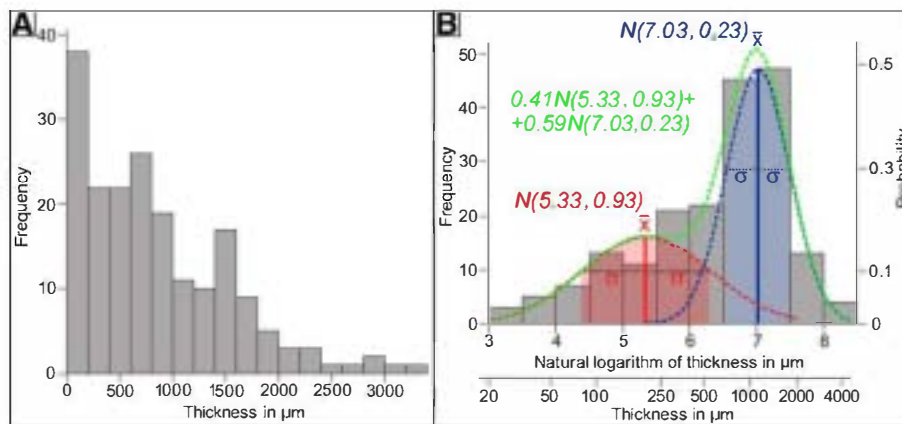 A
40
30
20
10
0
Frequency
0 500 1000 1500 2000 2500 3000
Thickness in µm
B
N(7.03, 0.23) x̄
0.41N(5.33, 0.93)+
+0.59N(7.03,0.23)
N(5.33, 0.93)
x̄
σ σ
σ σ
50
40
30
20
10
0
Frequency
0.5
0.3
0.1
0
Probability
3 4 5 6 7 8
Natural logarithm of thickness in µm
20 50 100 250 500 1000 2000 4000
Thickness in µm